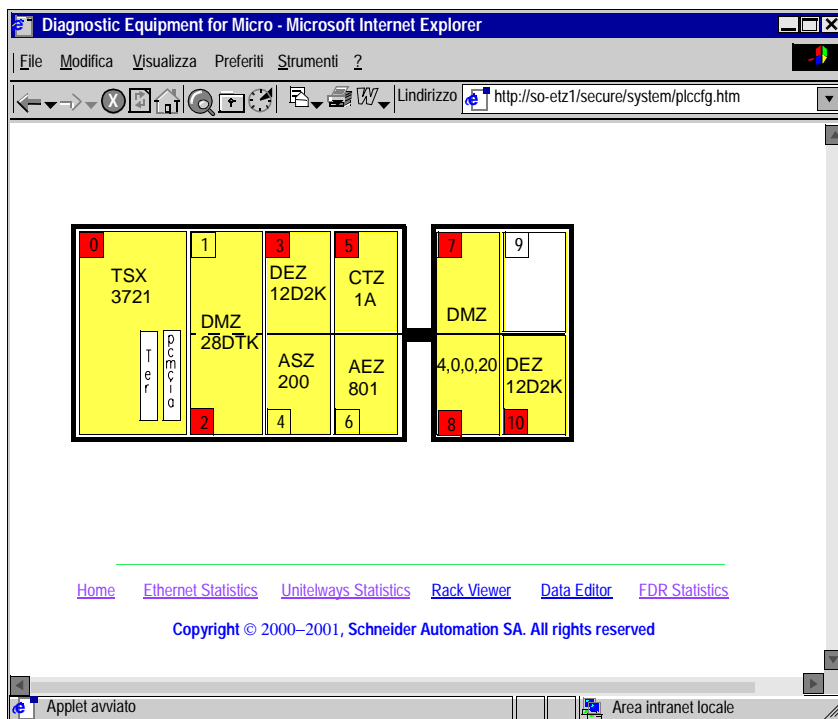 Diagnostic Equipment for Micro - Microsoft Internet Explorer
File Modifica Visualizza Preferiti Strumenti ?
Lindirizzo http://so-etz1/secure/system/plccfg.htm
0 1 3 5 7 9
TSX
3721
DMZ
28DTK
DEZ
12D2K
CTZ
1A
DMZ
Ter
pcmçia
ASZ
200
AEZ
801
4,0,0,20
DEZ
12D2K
2 4 6 8 10
Home Ethernet Statistics Unitelways Statistics Rack Viewer Data Editor FDR Statistics
Copyright © 2000–2001, Schneider Automation SA. All rights reserved
Applet avviato Area intranet locale